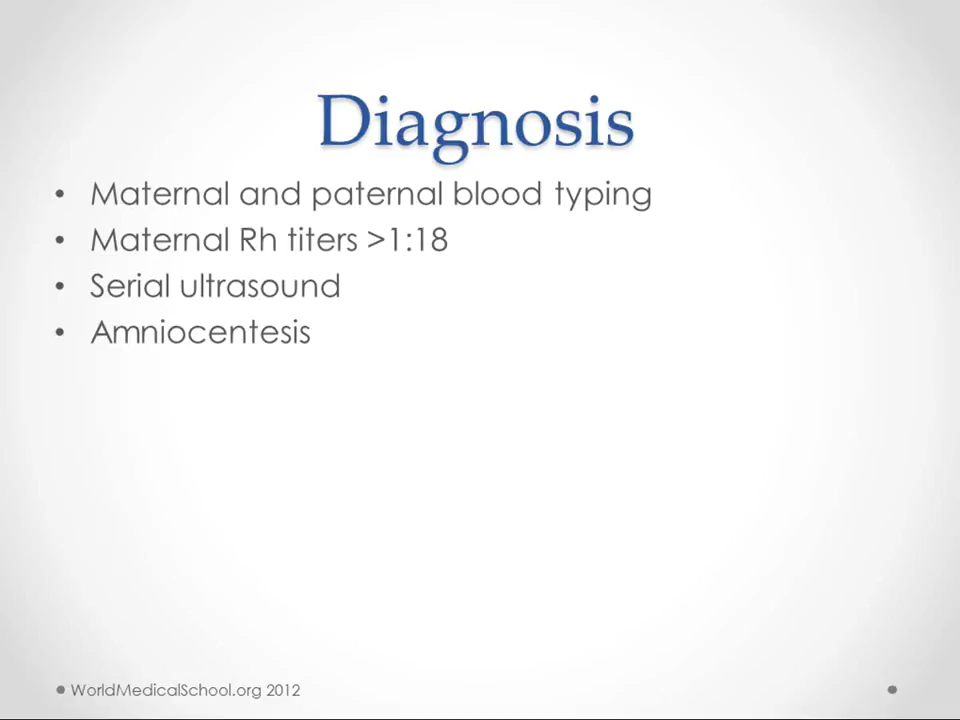 Diagnosis
• Maternal and paternal blood typing
• Maternal Rh titers >1:18
• Serial ultrasound
• Amniocentesis
WorldMedicalSchool.org 2012